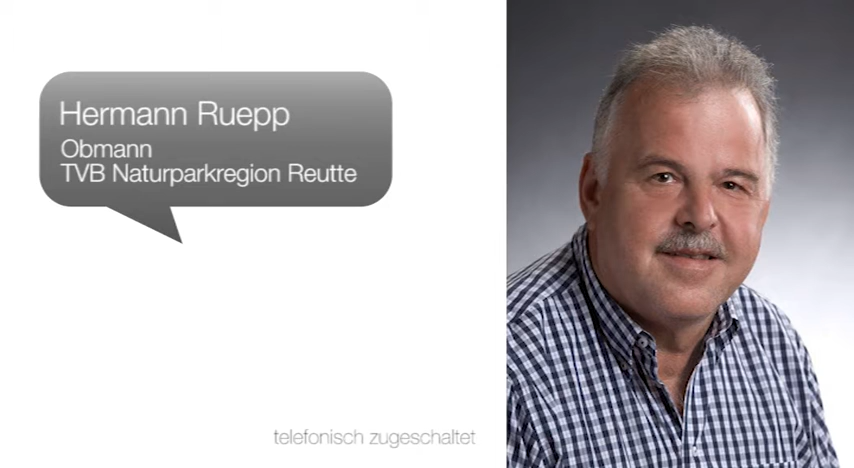 Hermann Ruepp
Obmann
TVB Naturparkregion Reutte
telefonisch zugeschaltet